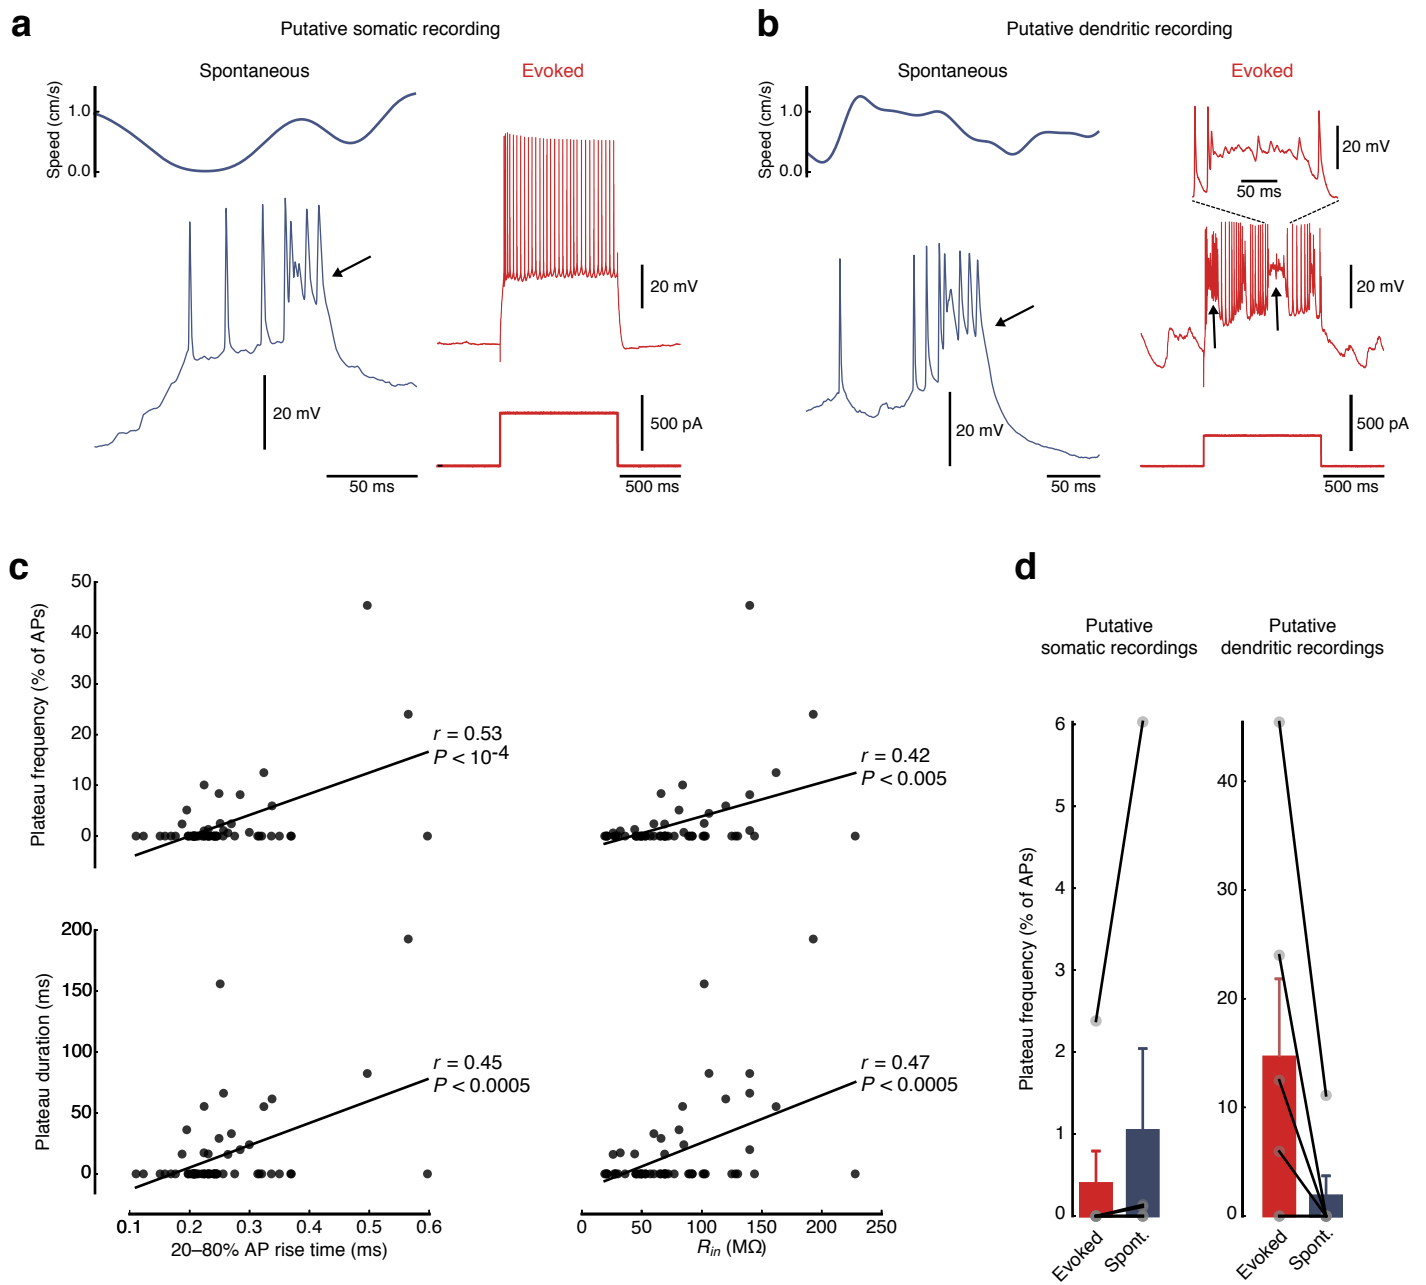 a
Putative somatic recording
Spontaneous
Evoked
Speed (cm/s)
1.0
0.0
20 mV
20 mV
500 pA
50 ms
500 ms
b
Putative dendritic recording
Spontaneous
Evoked
Speed (cm/s)
1.0
0.0
20 mV
50 ms
20 mV
20 mV
500 pA
50 ms
500 ms
c
Plateau frequency (% of APs)
50
40
30
20
10
0
r = 0.53
P < 10-4
r = 0.42
P < 0.005
Plateau duration (ms)
200
150
100
50
0
r = 0.45
P < 0.0005
r = 0.47
P < 0.0005
0.1 0.2 0.3 0.4 0.5 0.6
20–80% AP rise time (ms)
0 50 100 150 200 250
Rin (MΩ)
d
Putative
somatic recordings
Putative
dendritic recordings
Plateau frequency (% of APs)
6
5
4
3
2
1
0
Evoked
Spont.
40
30
20
10
0
Evoked
Spont.